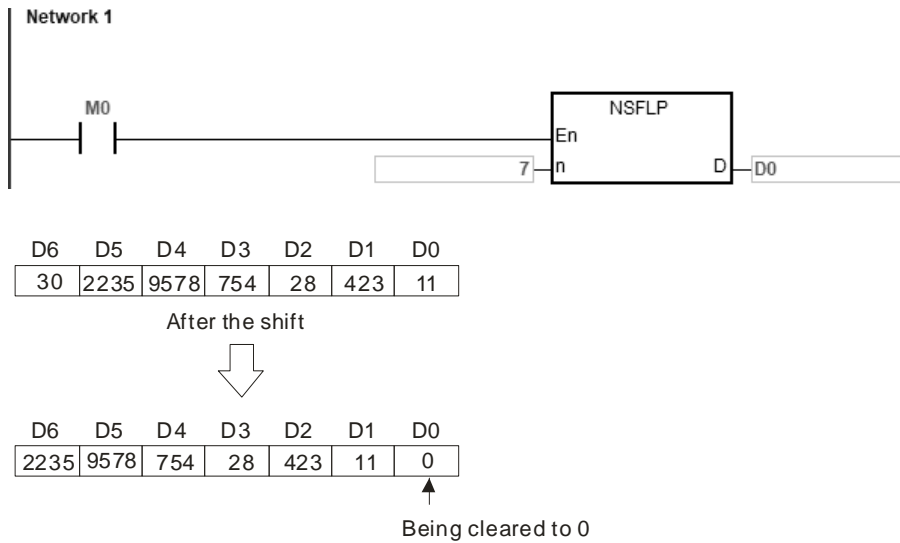 Network 1
M0
NSFLP
En
7 n D D0
D6 D5 D4 D3 D2 D1 D0
30 2235 9578 754 28 423 11
After the shift
D6 D5 D4 D3 D2 D1 D0
2235 9578 754 28 423 11 0
Being cleared to 0